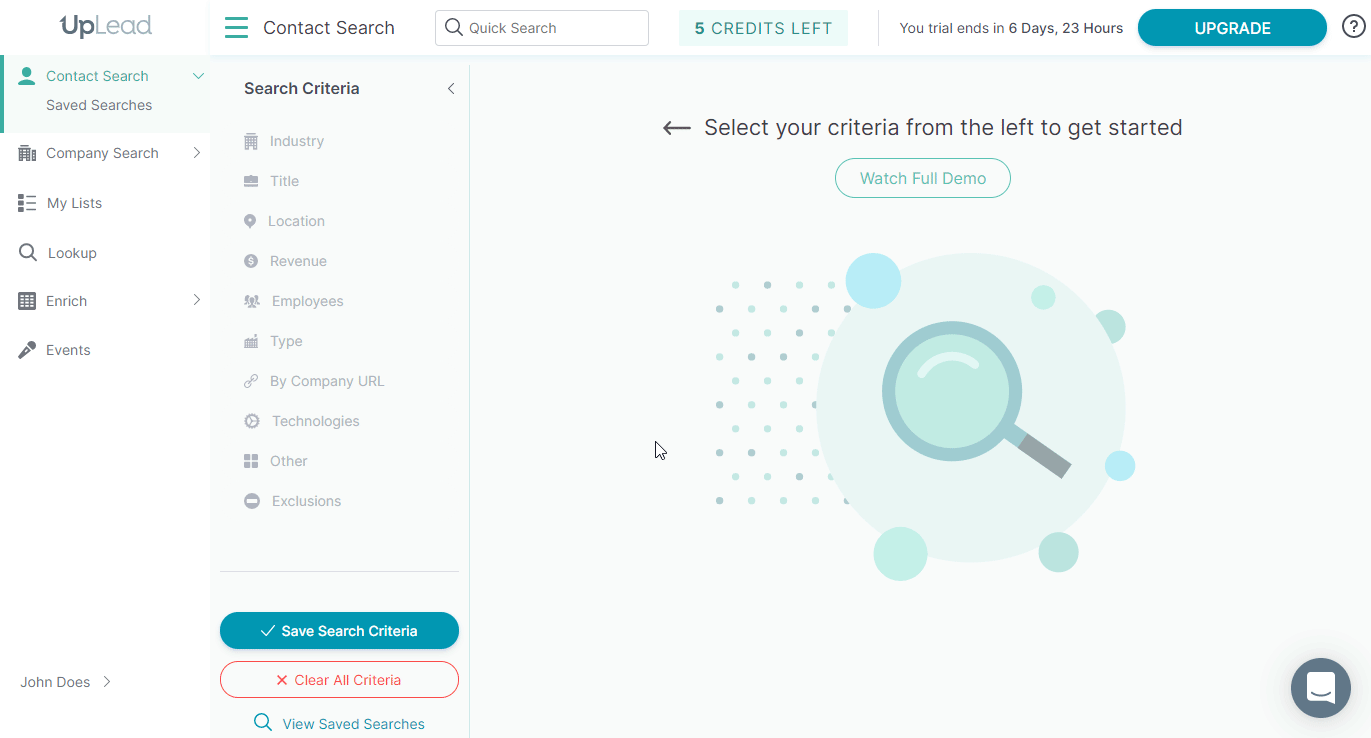 UpLead
Contact Search
Quick Search
5 CREDITS LEFT
You trial ends in 6 Days, 23 Hours
UPGRADE
?
Contact Search
Saved Searches
Company Search
My Lists
Lookup
Enrich
Events
John Does
Search Criteria
Industry
Title
Location
Revenue
Employees
Type
By Company URL
Technologies
Other
Exclusions
Save Search Criteria
Clear All Criteria
View Saved Searches
Select your criteria from the left to get started
Watch Full Demo